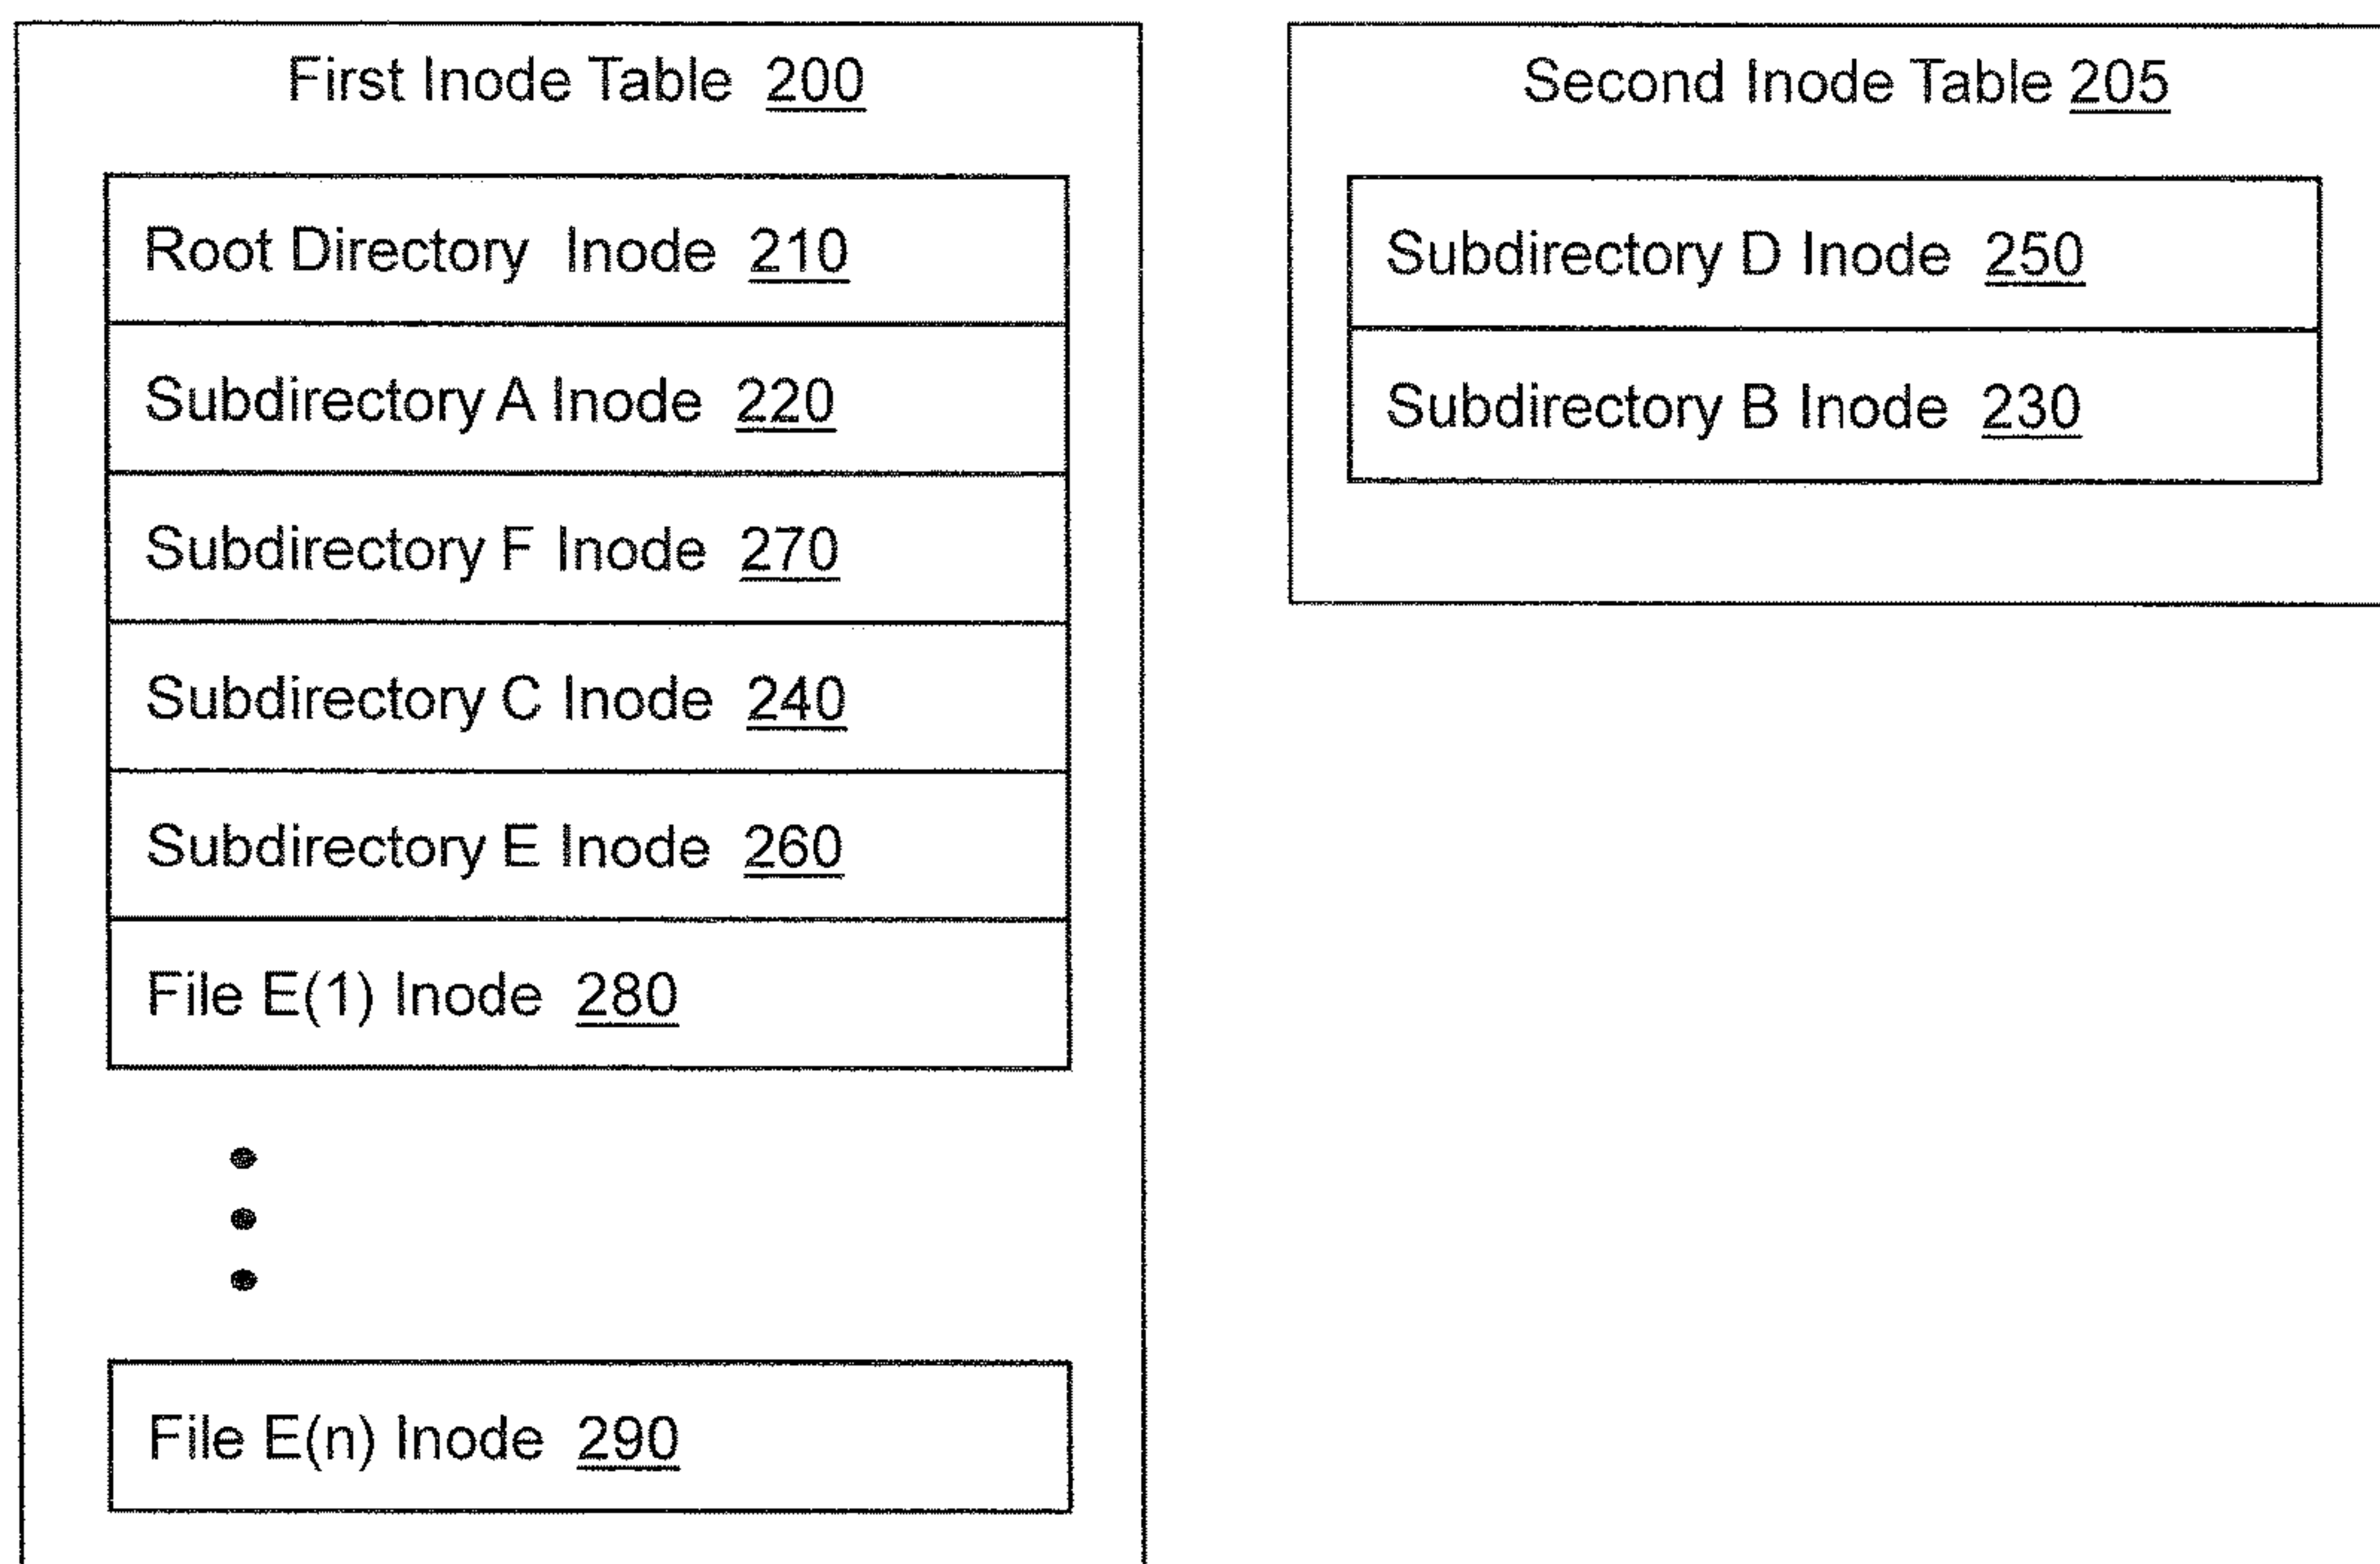 First Inode Table 200
Root Directory Inode 210
Subdirectory A Inode 220
Subdirectory F Inode 270
Subdirectory C Inode 240
Subdirectory E Inode 260
File E(1) Inode 280
File E(n) Inode 290
Second Inode Table 205
Subdirectory D Inode 250
Subdirectory B Inode 230